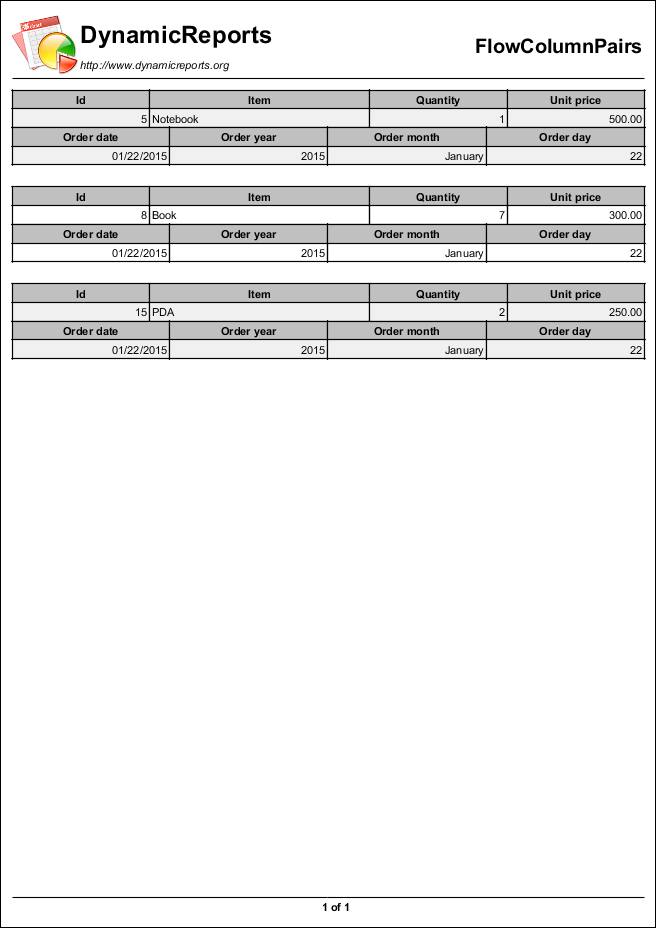 DynamicReports
http://www.dynamicreports.org
FlowColumnPairs
Id Item Quantity Unit price
5 Notebook 1 500.00
Order date Order year Order month Order day
01/22/2015 2015 January 22
Id Item Quantity Unit price
8 Book 7 300.00
Order date Order year Order month Order day
01/22/2015 2015 January 22
Id Item Quantity Unit price
15 PDA 2 250.00
Order date Order year Order month Order day
01/22/2015 2015 January 22
1 of 1